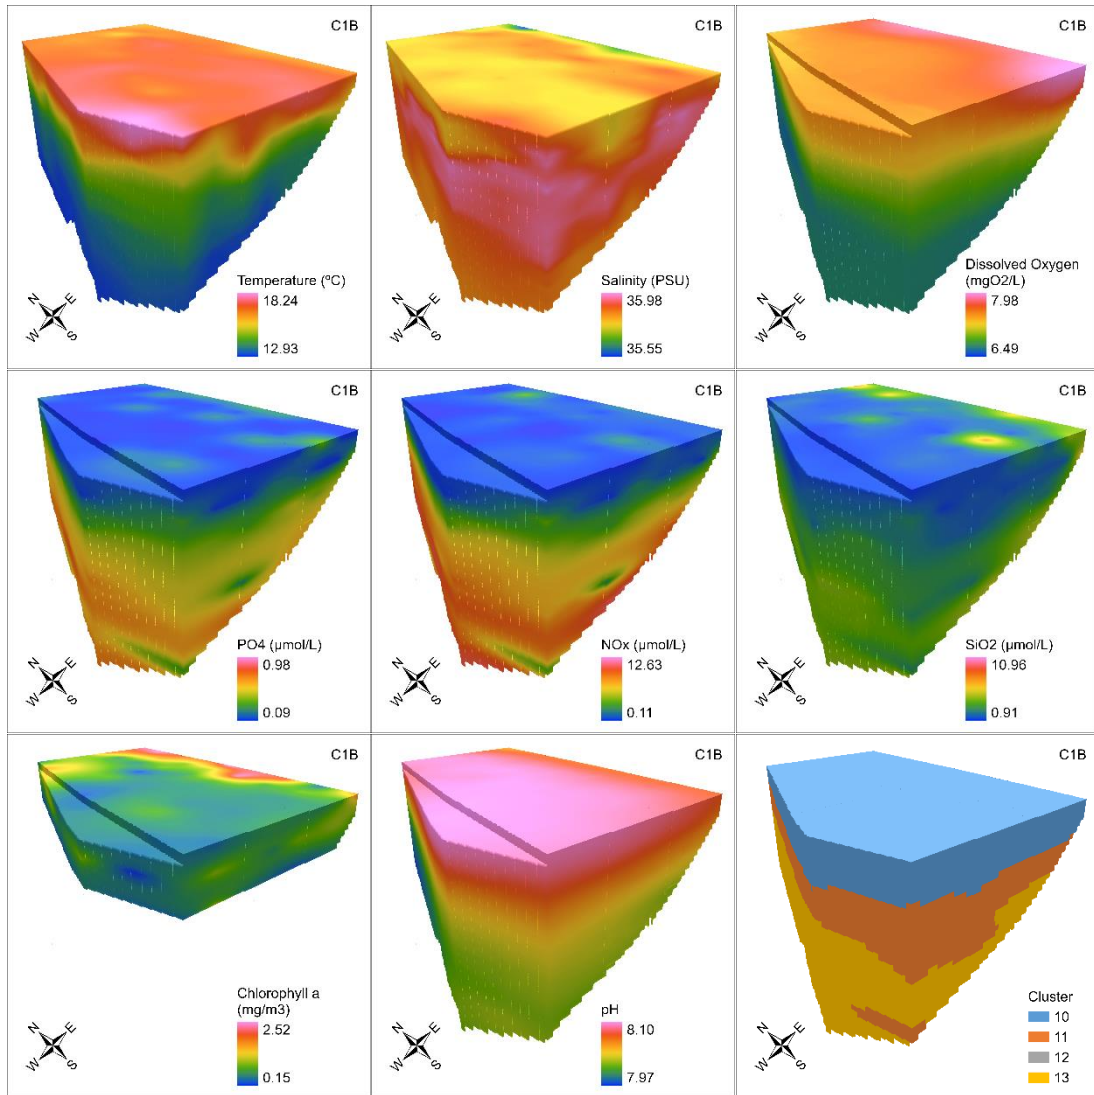 C1B
Temperature (ºC)
18.24
12.93
N
E
W
S
C1B
Salinity (PSU)
35.98
35.55
N
E
W
S
C1B
Dissolved Oxygen
(mgO2/L)
7.98
6.49
N
E
W
S
C1B
PO4 (µmol/L)
0.98
0.09
N
E
W
S
C1B
NOx (µmol/L)
12.63
0.11
N
E
W
S
C1B
SiO2 (µmol/L)
10.96
0.91
N
E
W
S
C1B
Chlorophyll a
(mg/m3)
2.52
0.15
N
E
W
S
C1B
pH
8.10
7.97
N
E
W
S
C1B
Cluster
10
11
12
13
N
E
W
S